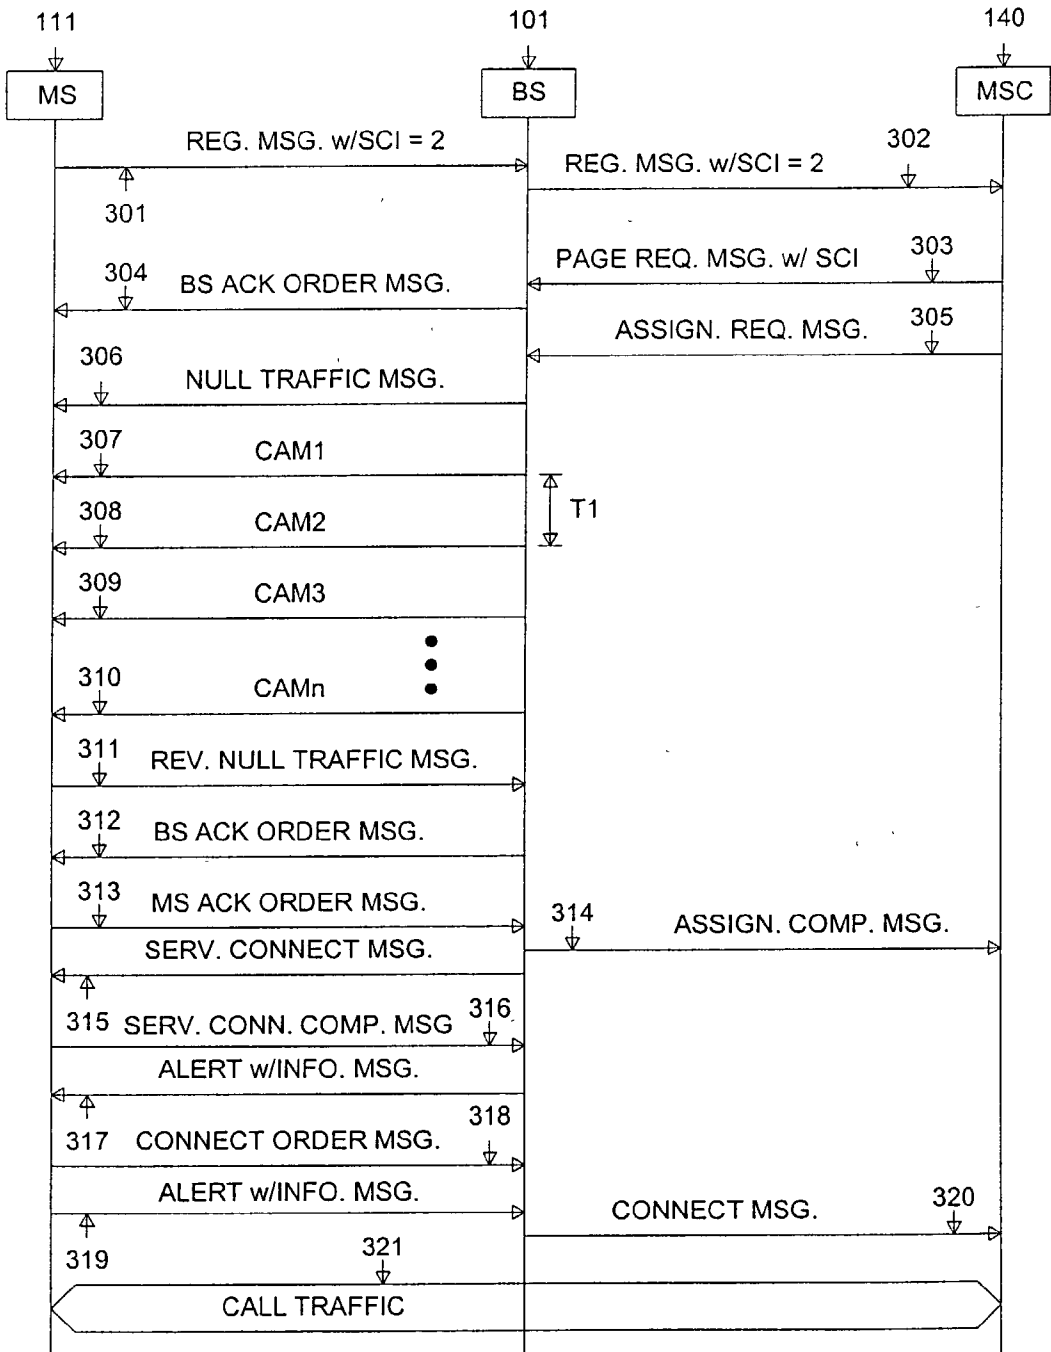 111
101
140
MS
BS
MSC
REG. MSG. w/SCI = 2
301
REG. MSG. w/SCI = 2
302
PAGE REQ. MSG. w/ SCI
303
304
BS ACK ORDER MSG.
ASSIGN. REQ. MSG.
305
306
NULL TRAFFIC MSG.
307
CAM1
T1
308
CAM2
309
CAM3
310
CAMn
311
REV. NULL TRAFFIC MSG.
312
BS ACK ORDER MSG.
313
MS ACK ORDER MSG.
314
ASSIGN. COMP. MSG.
SERV. CONNECT MSG.
315
SERV. CONN. COMP. MSG
316
ALERT w/INFO. MSG.
317
CONNECT ORDER MSG.
318
ALERT w/INFO. MSG.
319
CONNECT MSG.
320
321
CALL TRAFFIC